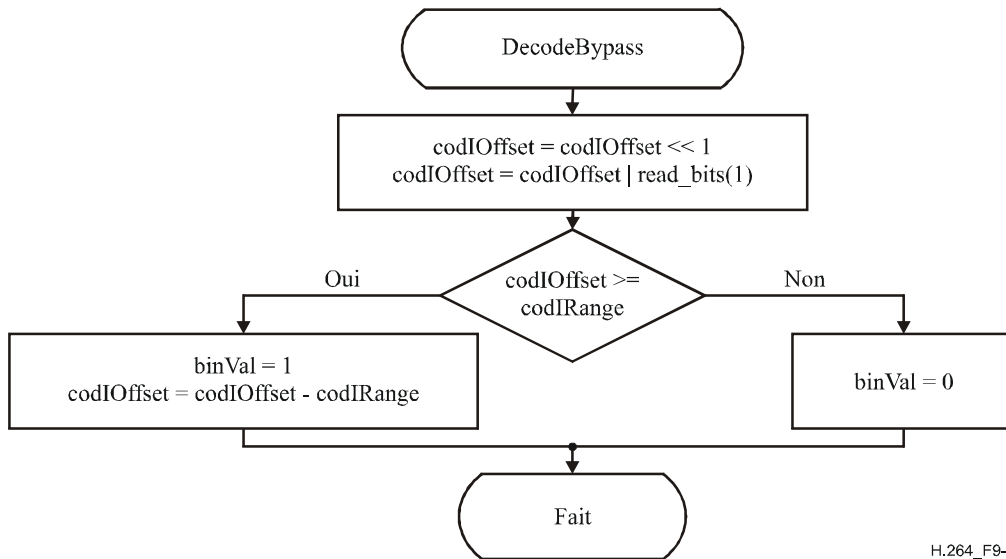 DecodeBypass
codIOffset = codIOffset << 1
codIOffset = codIOffset | read_bits(1)
codIOffset >=
codIRange
Oui
Non
binVal = 1
codIOffset = codIOffset - codIRange
binVal = 0
Fait
H.264_F9-